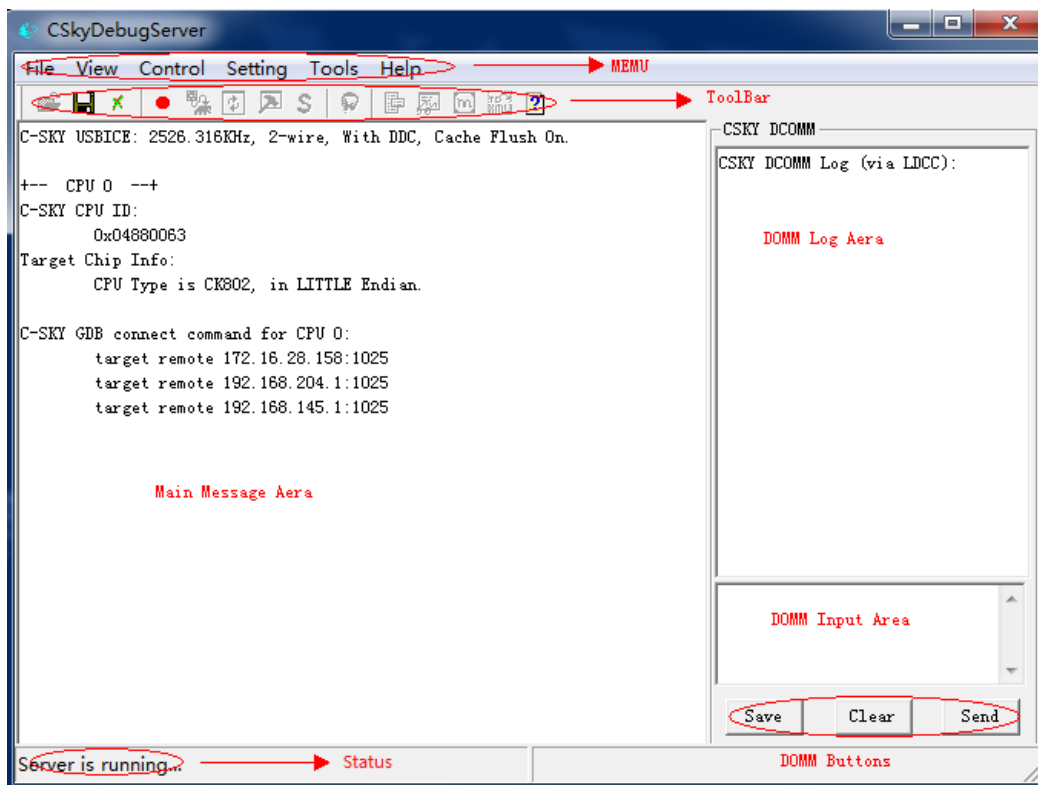 CSkyDebugServer
File View Control Setting Tools Help
MEMU
ToolBar
C-SKY USBICE: 2526.316KHz, 2-wire, With DDC, Cache Flush On.
+-- CPU 0 --+
C-SKY CPU ID:
0x04880063
Target Chip Info:
CPU Type is CK802, in LITTLE Endian.
C-SKY GDB connect command for CPU 0:
target remote 172.16.28.158:1025
target remote 192.168.204.1:1025
target remote 192.168.145.1:1025
Main Message Aera
CSKY DCOMM
CSKY DCOMM Log (via LDCC):
DOMM Log Aera
DOMM Input Area
Save Clear Send
Server is running...
Status
DOMM Buttons